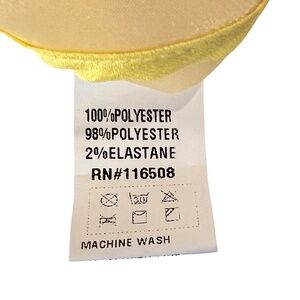 100%POLYESTER
98%POLYESTER
2%ELASTANE
RN#116508
MACHINE WASH